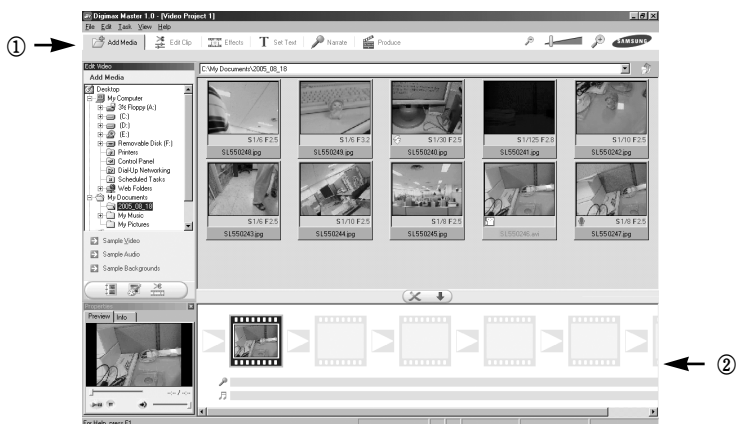 Digimax Master 1.0 - [Video Project 1]
File Edit Task View Help
① Add Media Edit Clip Effects T Set Text Narrate Produce SAMSUNG
Edit Video
Add Media
C:\My Documents\2005_08_18
Desktop
My Computer
3½ Floppy (A:)
(C:)
(D:)
(E:)
Removable Disk (F:)
Printers
Control Panel
Dial-Up Networking
Scheduled Tasks
Web Folders
My Documents
2005_08_18
My Music
My Pictures
Sample Video
Sample Audio
Sample Backgrounds
S1/6 F2.5 S1/6 F3.2 S1/30 F2.5 S1/125 F2.8 S1/10 F2.5
SL550248.jpg SL550249.jpg SL550240.jpg SL550241.jpg SL550242.jpg
S1/6 F2.5 S1/10 F2.5 S1/8 F2.5 S1/8 F2.5
SL550243.jpg SL550244.jpg SL550245.jpg SL550247.jpg
Properties
Preview Info
--:-- / --:--
②
For Help, press F1